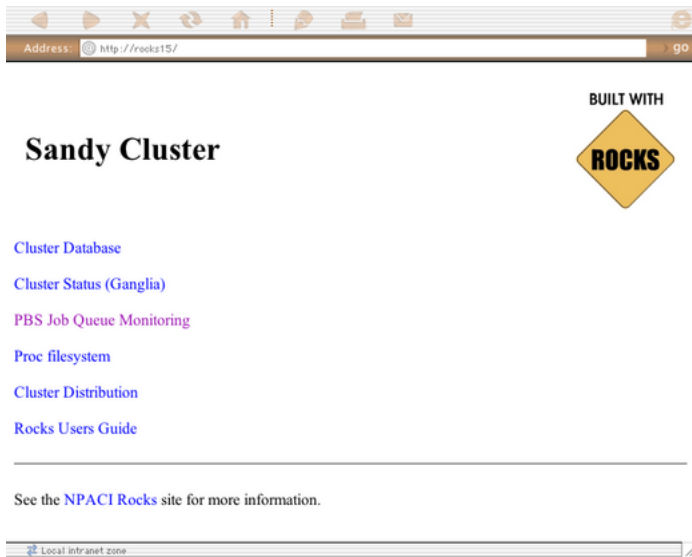 Address: http://rocks15/ go
BUILT WITH
ROCKS
Sandy Cluster
Cluster Database
Cluster Status (Ganglia)
PBS Job Queue Monitoring
Proc filesystem
Cluster Distribution
Rocks Users Guide
See the NPACI Rocks site for more information.
Local intranet zone